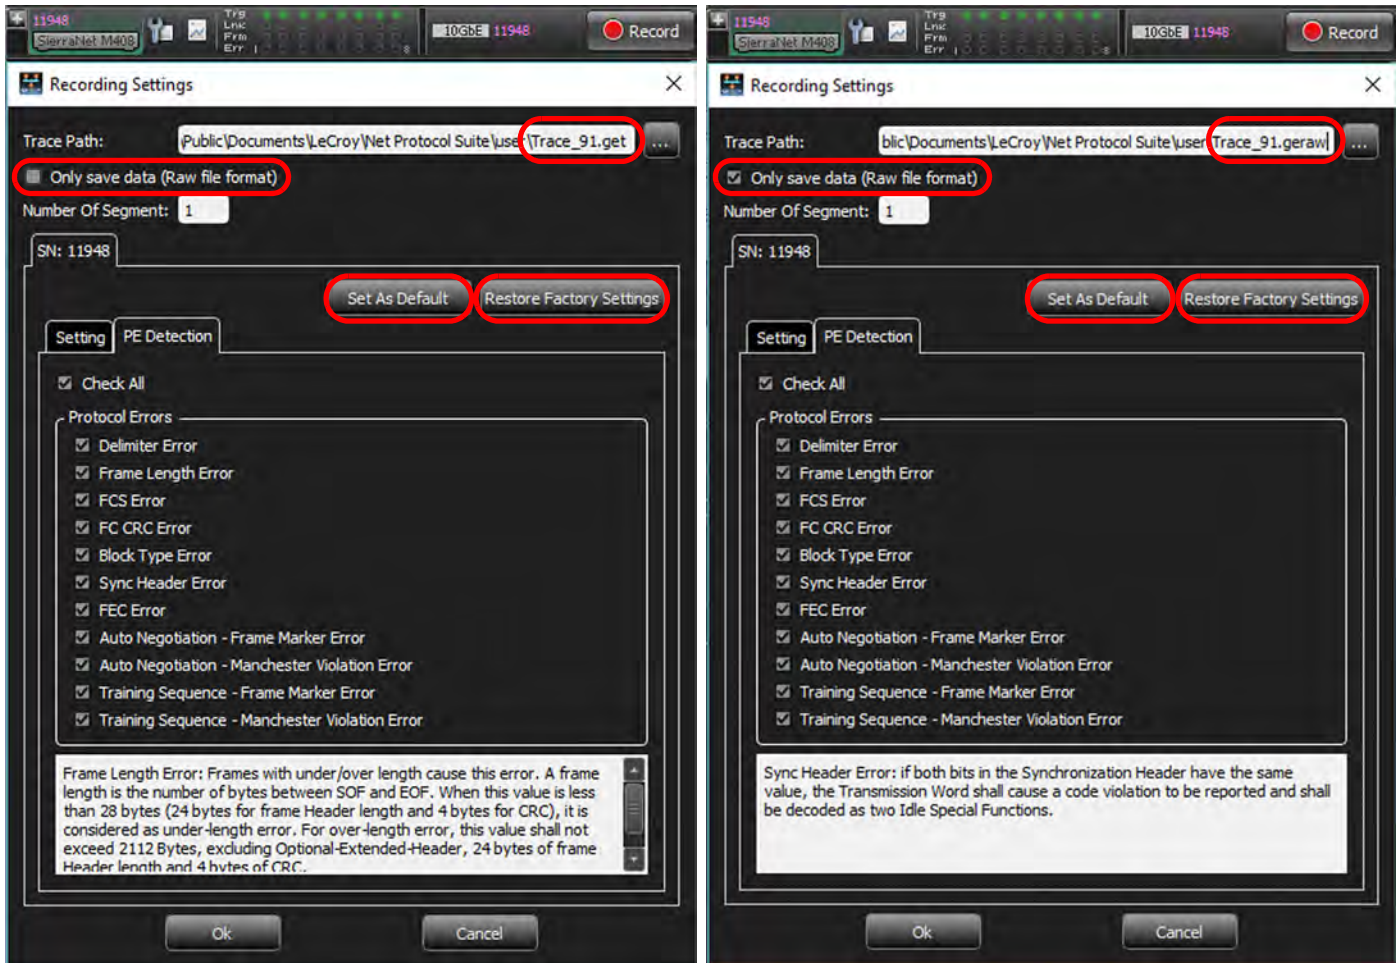 11948
SierraNet M408
Trg
Lnk
Frm
Err 1 8
10GbE 11948
Record
Recording Settings
Trace Path: Public\Documents\LeCroy\Net Protocol Suite\user\Trace_91.get ...
Only save data (Raw file format)
Number Of Segment: 1
SN: 11948
Set As Default Restore Factory Settings
Setting PE Detection
Check All
Protocol Errors
Delimiter Error
Frame Length Error
FCS Error
FC CRC Error
Block Type Error
Sync Header Error
FEC Error
Auto Negotiation - Frame Marker Error
Auto Negotiation - Manchester Violation Error
Training Sequence - Frame Marker Error
Training Sequence - Manchester Violation Error
Frame Length Error: Frames with under/over length cause this error. A frame
length is the number of bytes between SOF and EOF. When this value is less
than 28 bytes (24 bytes for frame Header length and 4 bytes for CRC), it is
considered as under-length error. For over-length error, this value shall not
exceed 2112 Bytes, excluding Optional-Extended-Header, 24 bytes of frame
Header length and 4 bytes of CRC.
Ok Cancel
11948
SierraNet M408
Trg
Lnk
Frm
Err 1 8
10GbE 11948
Record
Recording Settings
Trace Path: blic\Documents\LeCroy\Net Protocol Suite\user\Trace_91.geraw ...
Only save data (Raw file format)
Number Of Segment: 1
SN: 11948
Set As Default Restore Factory Settings
Setting PE Detection
Check All
Protocol Errors
Delimiter Error
Frame Length Error
FCS Error
FC CRC Error
Block Type Error
Sync Header Error
FEC Error
Auto Negotiation - Frame Marker Error
Auto Negotiation - Manchester Violation Error
Training Sequence - Frame Marker Error
Training Sequence - Manchester Violation Error
Sync Header Error: if both bits in the Synchronization Header have the same
value, the Transmission Word shall cause a code violation to be reported and shall
be decoded as two Idle Special Functions.
Ok Cancel